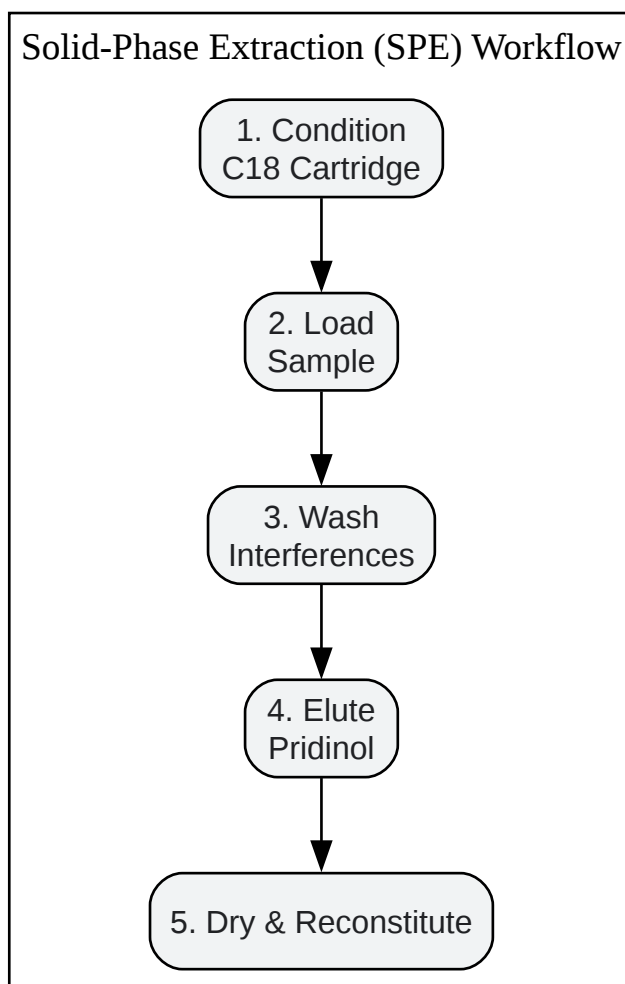 Solid-Phase Extraction (SPE) Workflow
1. Condition
C18 Cartridge
2. Load
Sample
3. Wash
Interferences
4. Elute
Pridinol
5. Dry & Reconstitute